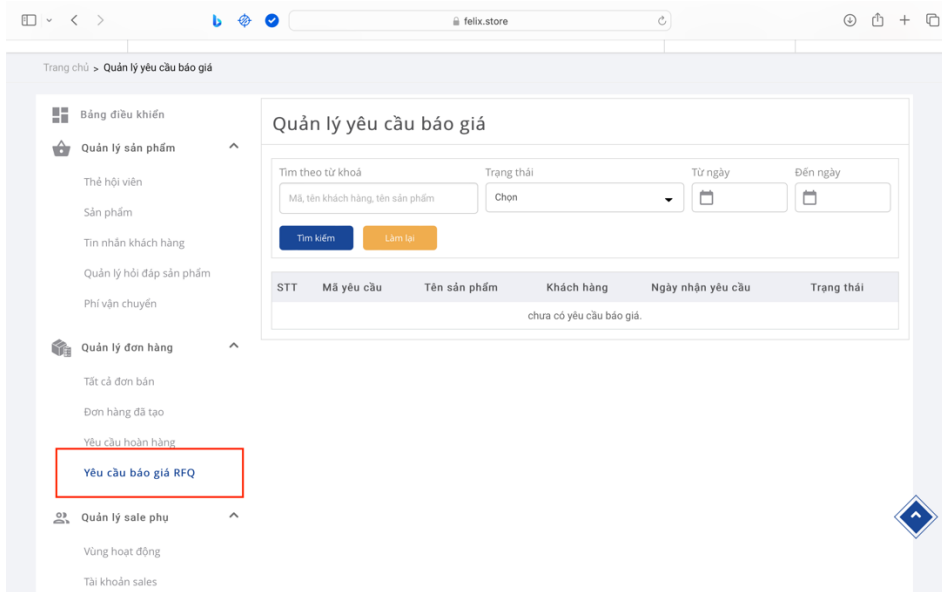 felix.store
Trang chủ > Quản lý yêu cầu báo giá
Bảng điều khiển
Quản lý sản phẩm
Thẻ hội viên
Sản phẩm
Tin nhắn khách hàng
Quản lý hỏi đáp sản phẩm
Phí vận chuyển
Quản lý đơn hàng
Tất cả đơn bán
Đơn hàng đã tạo
Yêu cầu hoàn hàng
Yêu cầu báo giá RFQ
Quản lý sale phụ
Vùng hoạt động
Tài khoản sales
Quản lý yêu cầu báo giá
Tìm theo từ khoá Trạng thái Từ ngày Đến ngày
Mã, tên khách hàng, tên sản phẩm Chọn
Tìm kiếm Làm lại
STT Mã yêu cầu Tên sản phẩm Khách hàng Ngày nhận yêu cầu Trạng thái
chưa có yêu cầu báo giá.